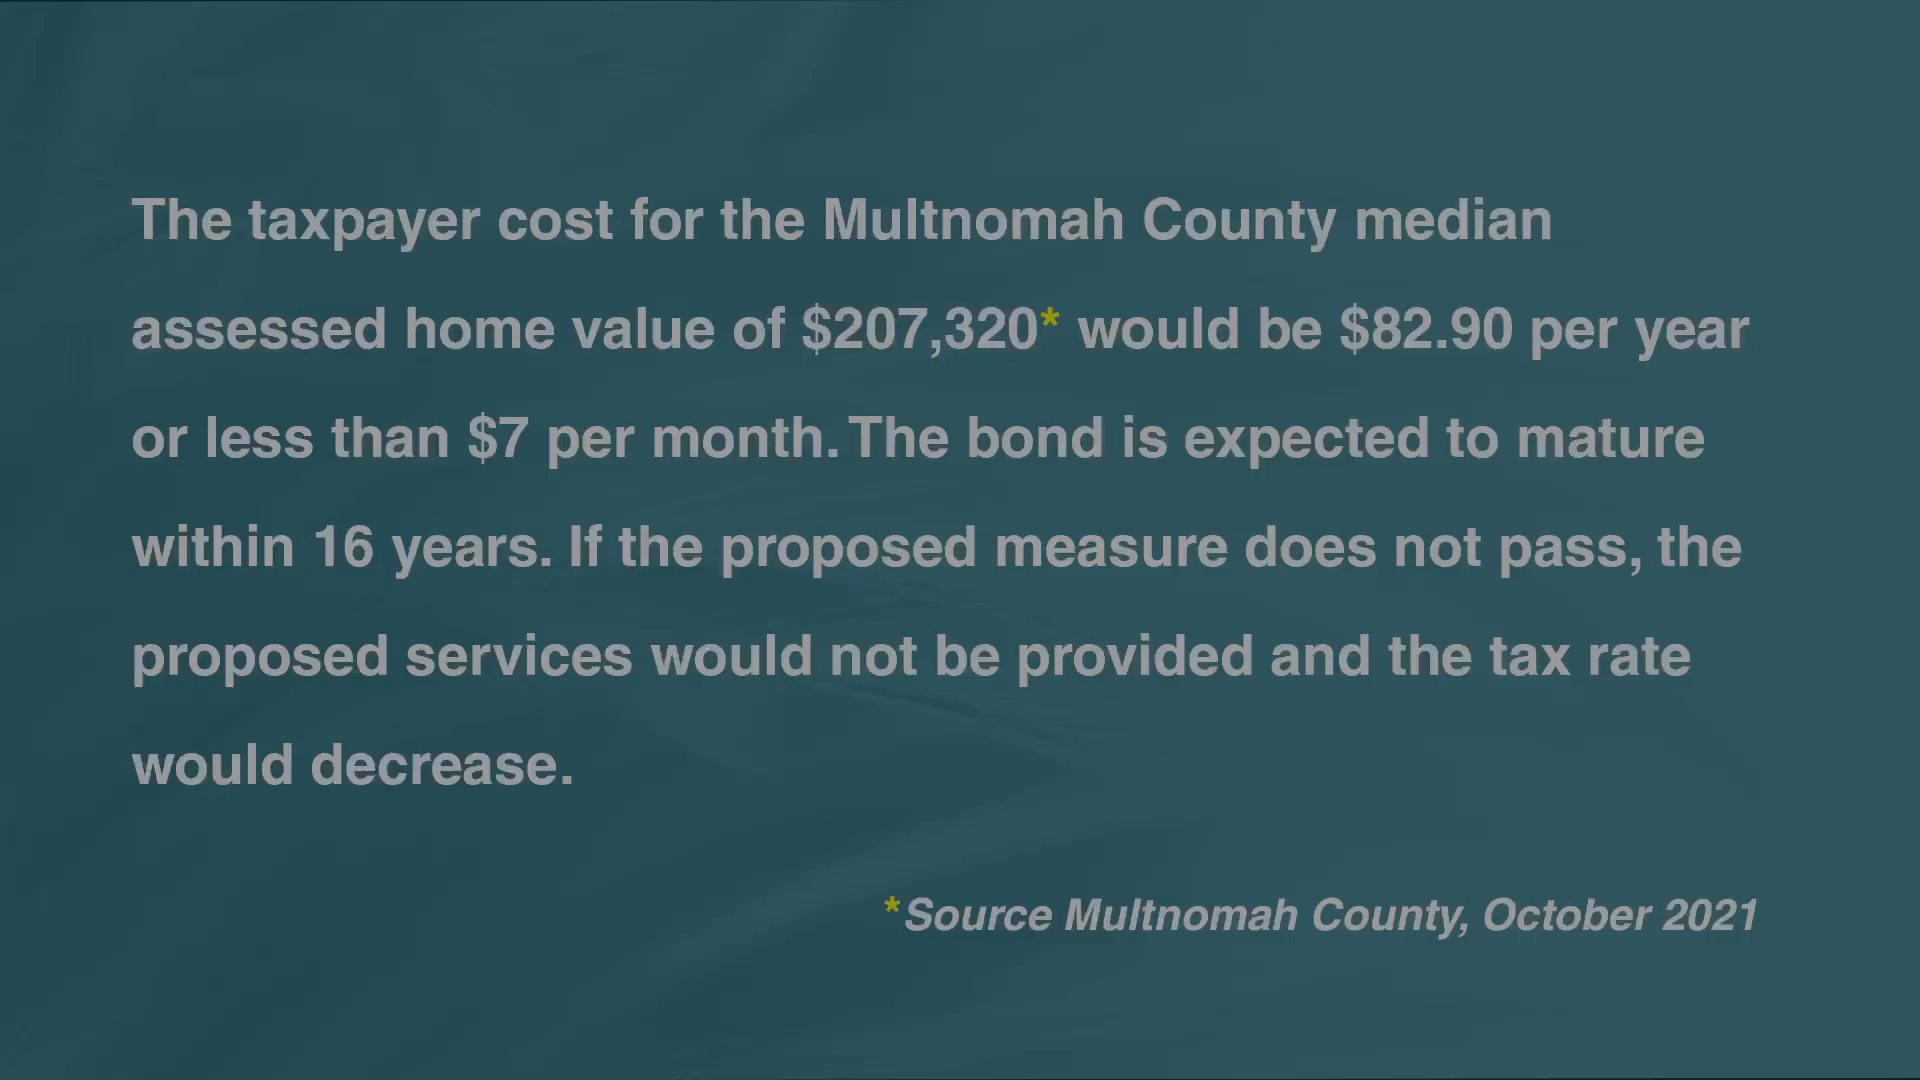 The taxpayer cost for the Multnomah County median
assessed home value of $207,320* would be $82.90 per year
or less than $7 per month. The bond is expected to mature
within 16 years. If the proposed measure does not pass, the
proposed services would not be provided and the tax rate
would decrease.
*Source Multnomah County, October 2021